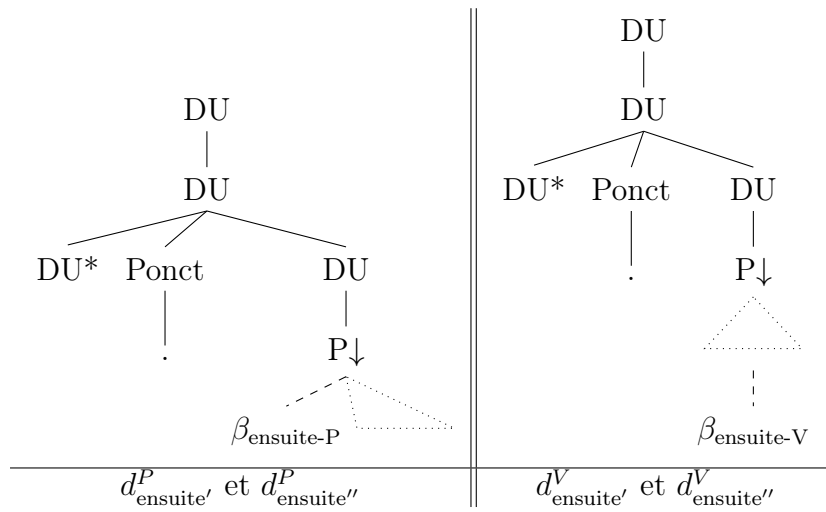 DU
DU
DU* Ponct DU
. P↓
β_ensuite-P
d^P_ensuite′ et d^P_ensuite″
DU
DU
DU* Ponct DU
. P↓
β_ensuite-V
d^V_ensuite′ et d^V_ensuite″